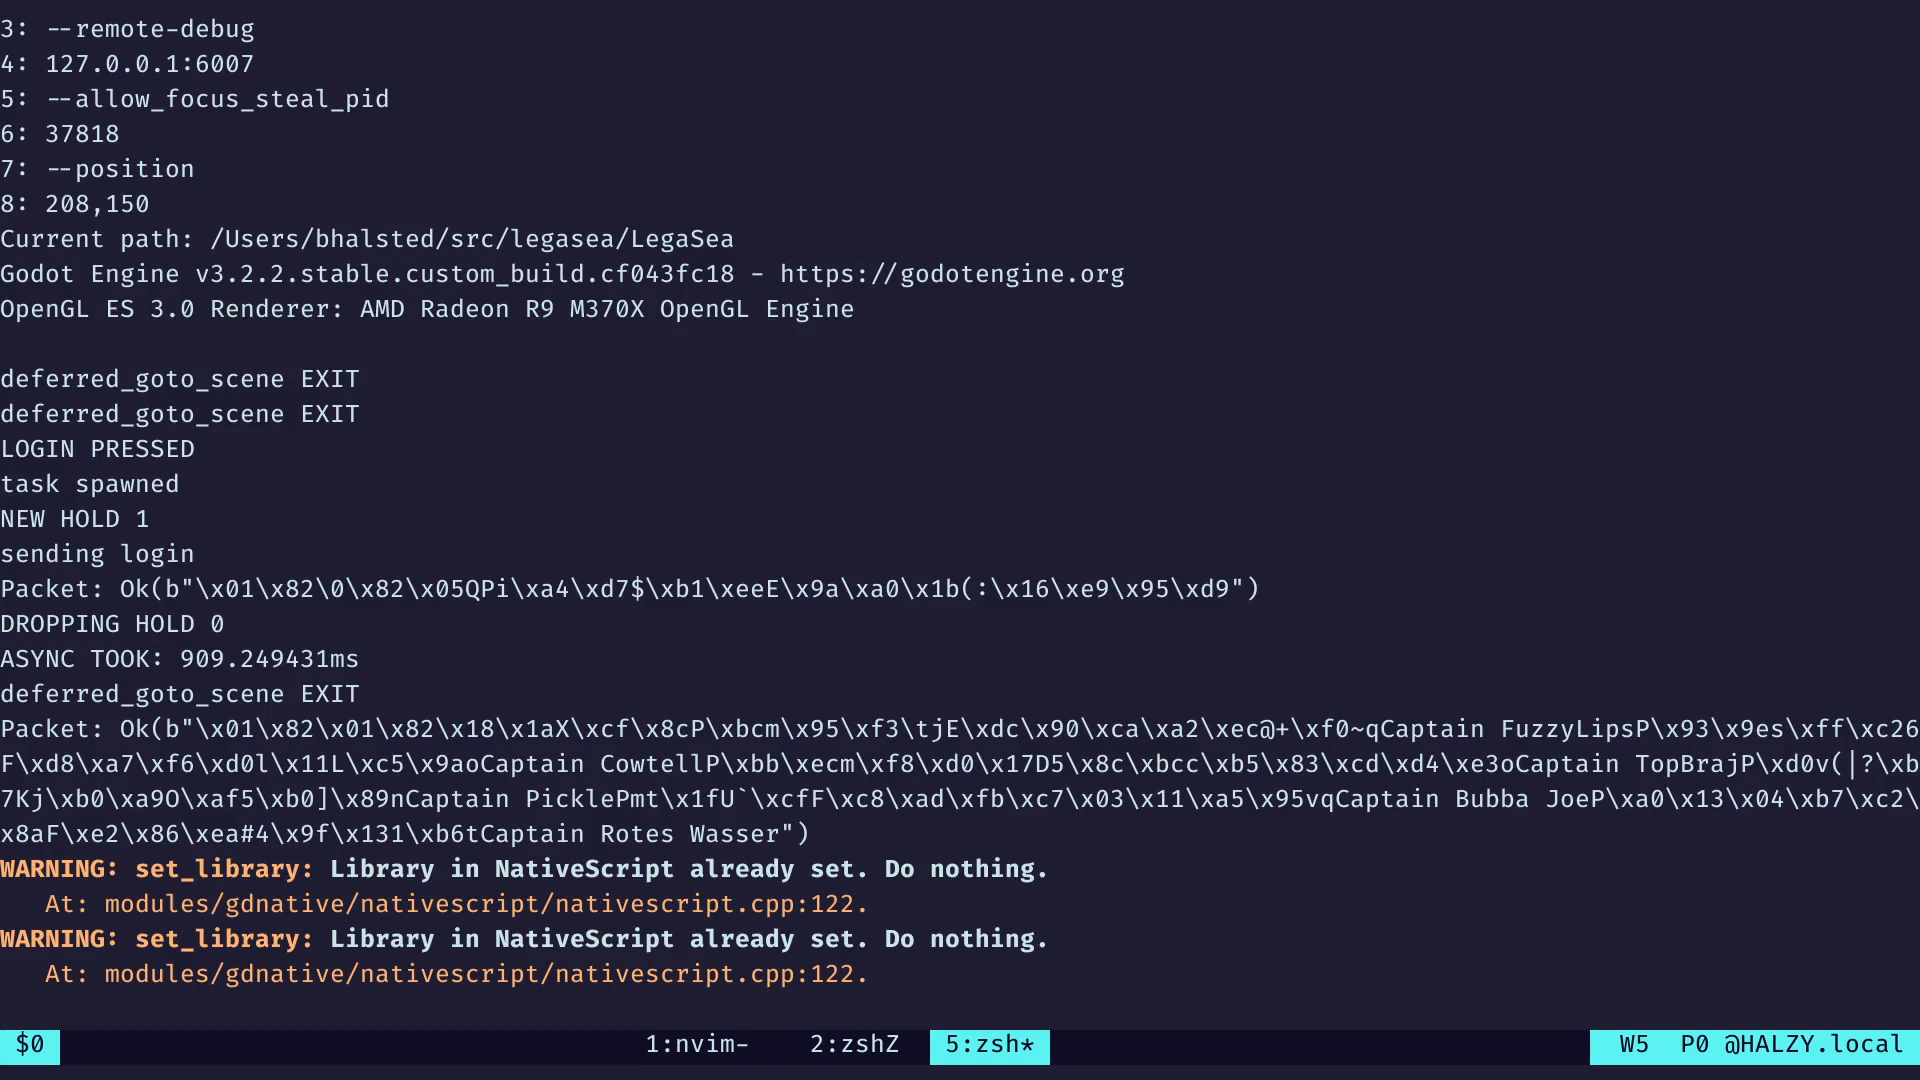 3: --remote-debug
4: 127.0.0.1:6007
5: --allow_focus_steal_pid
6: 37818
7: --position
8: 208,150
Current path: /Users/bhalsted/src/legasea/LegaSea
Godot Engine v3.2.2.stable.custom_build.cf043fc18 - https://godotengine.org
OpenGL ES 3.0 Renderer: AMD Radeon R9 M370X OpenGL Engine
deferred_goto_scene EXIT
deferred_goto_scene EXIT
LOGIN PRESSED
task spawned
NEW HOLD 1
sending login
Packet: Ok(b"\x01\x82\0\x82\x05QPi\xa4\xd7$\xb1\xeeE\x9a\xa0\x1b(:\x16\xe9\x95\xd9")
DROPPING HOLD 0
ASYNC TOOK: 909.249431ms
deferred_goto_scene EXIT
Packet: Ok(b"\x01\x82\x01\x82\x18\x1aX\xcf\x8cP\xbcm\x95\xf3\tjE\xdc\x90\xca\xa2\xec@+\xf0~qCaptain FuzzyLipsP\x93\x9es\xff\xc26
F\xd8\xa7\xf6\xd0l\x11L\xc5\x9aoCaptain CowtellP\xbb\xecm\xf8\xd0\x17D5\x8c\xbcc\xb5\x83\xcd\xd4\xe3oCaptain TopBrajP\xd0v(|?\xb
7Kj\xb0\xa9O\xaf5\xb0]\x89nCaptain PicklePmt\x1fU`\xcfF\xc8\xad\xfb\xc7\x03\x11\xa5\x95vqCaptain Bubba JoeP\xa0\x13\x04\xb7\xc2\
x8aF\xe2\x86\xea#4\x9f\x131\xb6tCaptain Rotes Wasser")
WARNING: set_library: Library in NativeScript already set. Do nothing.
At: modules/gdnative/nativescript/nativescript.cpp:122.
WARNING: set_library: Library in NativeScript already set. Do nothing.
At: modules/gdnative/nativescript/nativescript.cpp:122.
$0 1:nvim- 2:zshZ 5:zsh* W5 P0 @HALZY.local